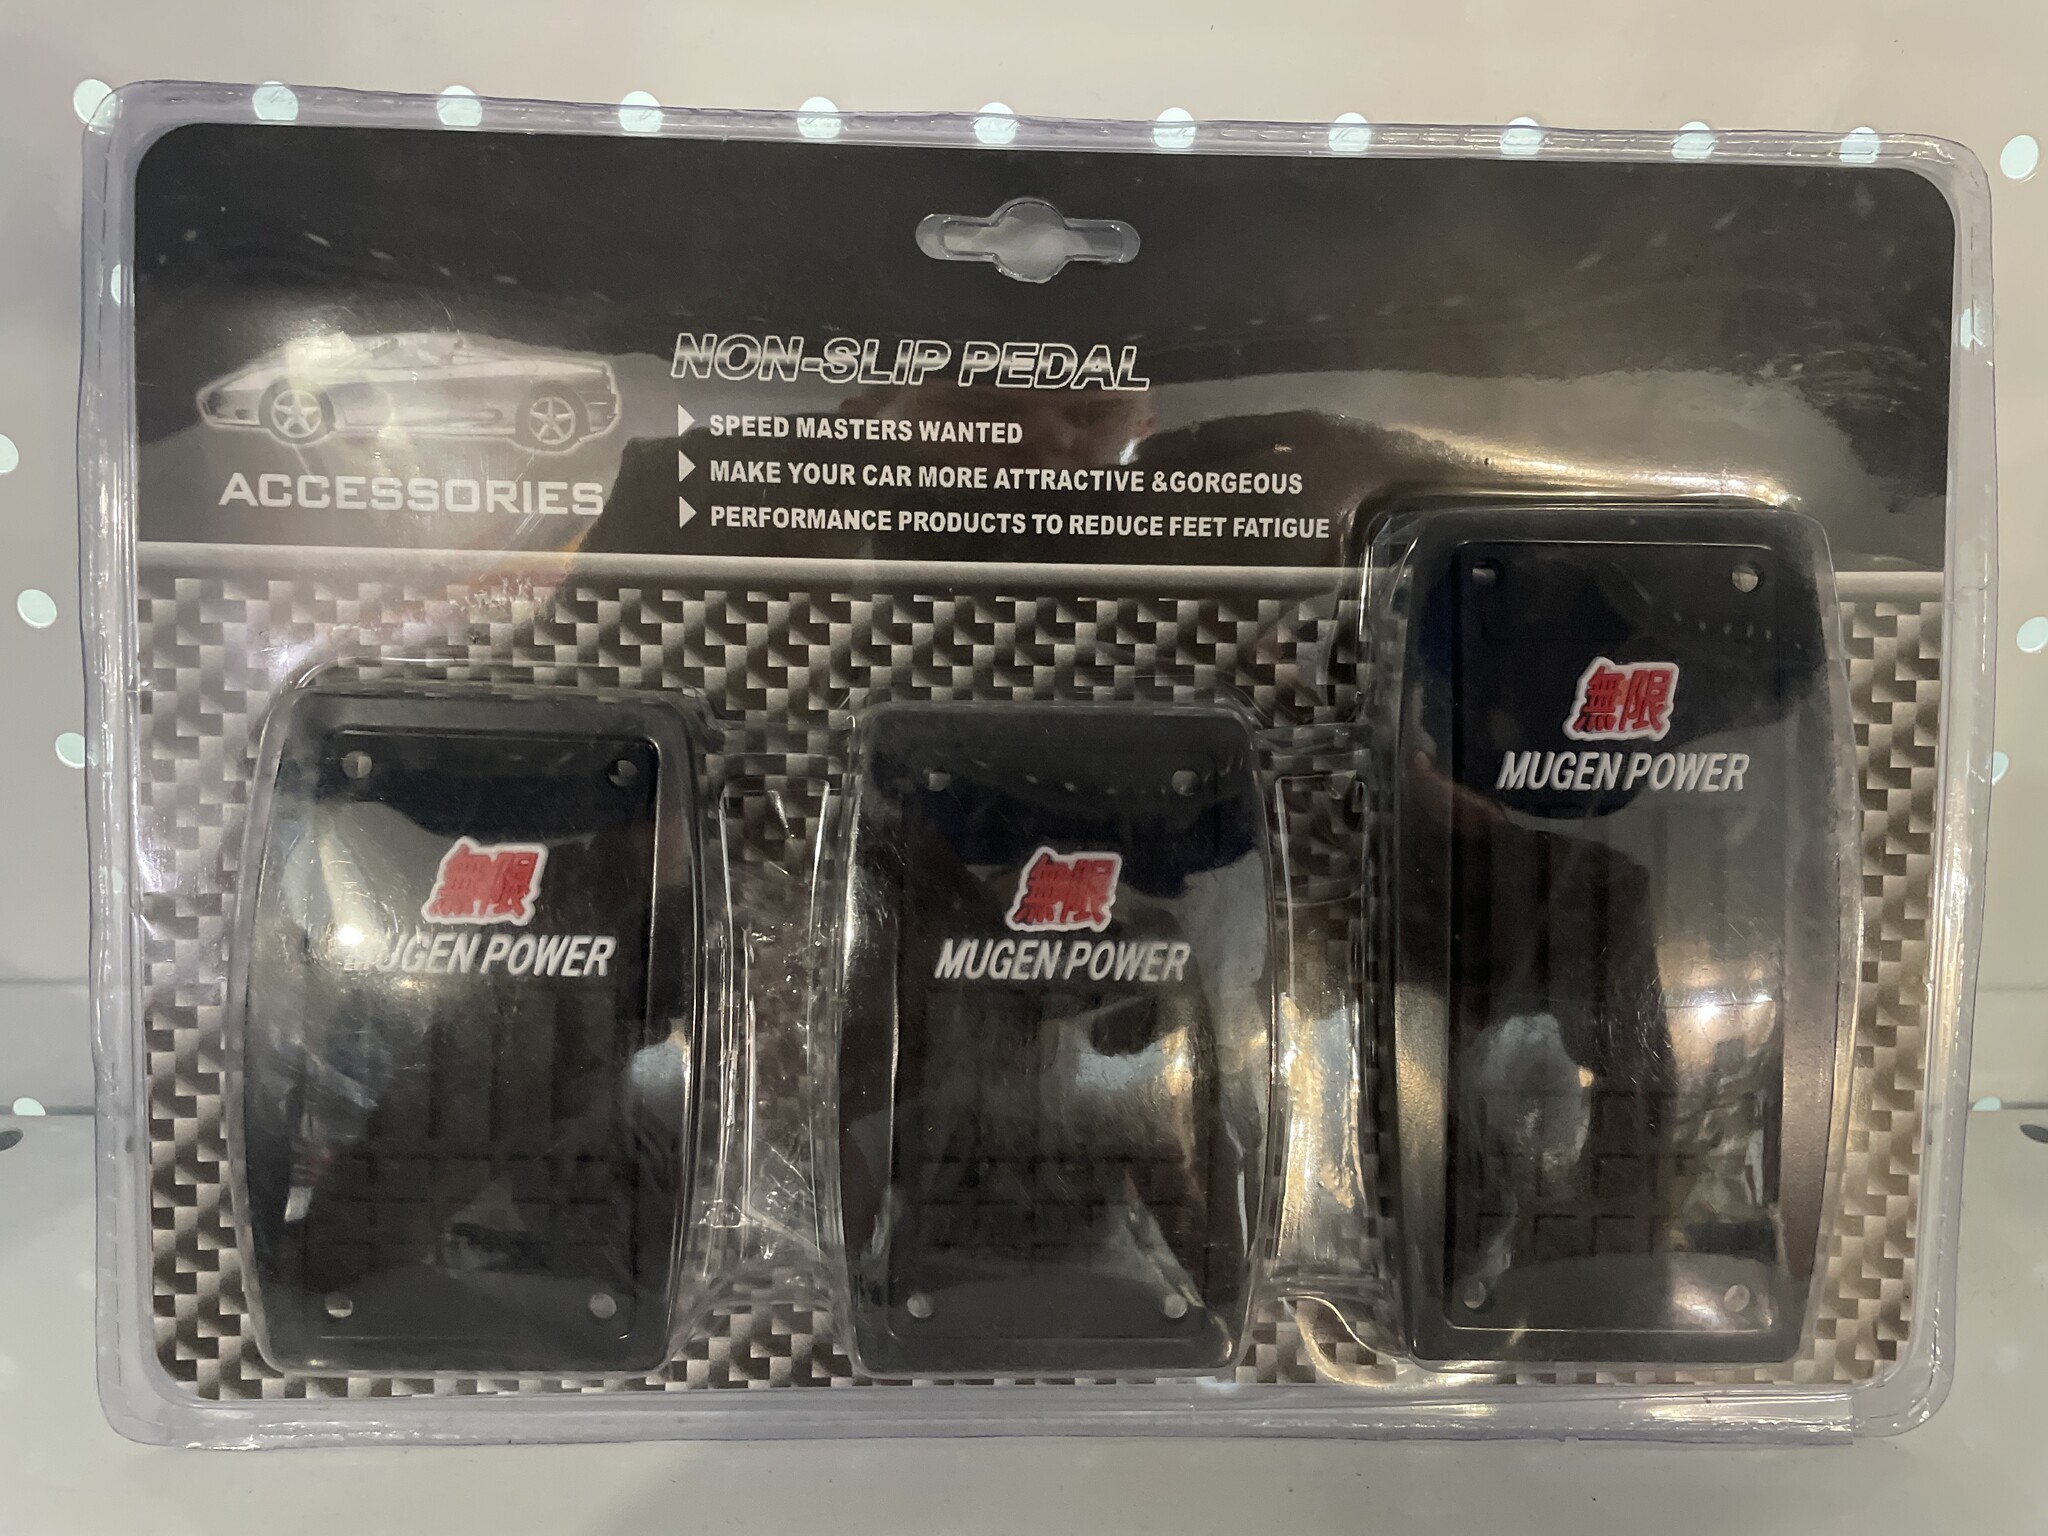 NON-SLIP PEDAL
SPEED MASTERS WANTED
MAKE YOUR CAR MORE ATTRACTIVE &GORGEOUS
PERFORMANCE PRODUCTS TO REDUCE FEET FATIGUE
ACCESSORIES
無限
MUGEN POWER
無限
MUGEN POWER
無限
MUGEN POWER